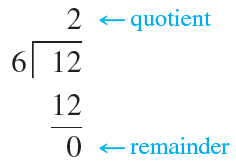 2 ← quotient
6 12
12
0 ← remainder